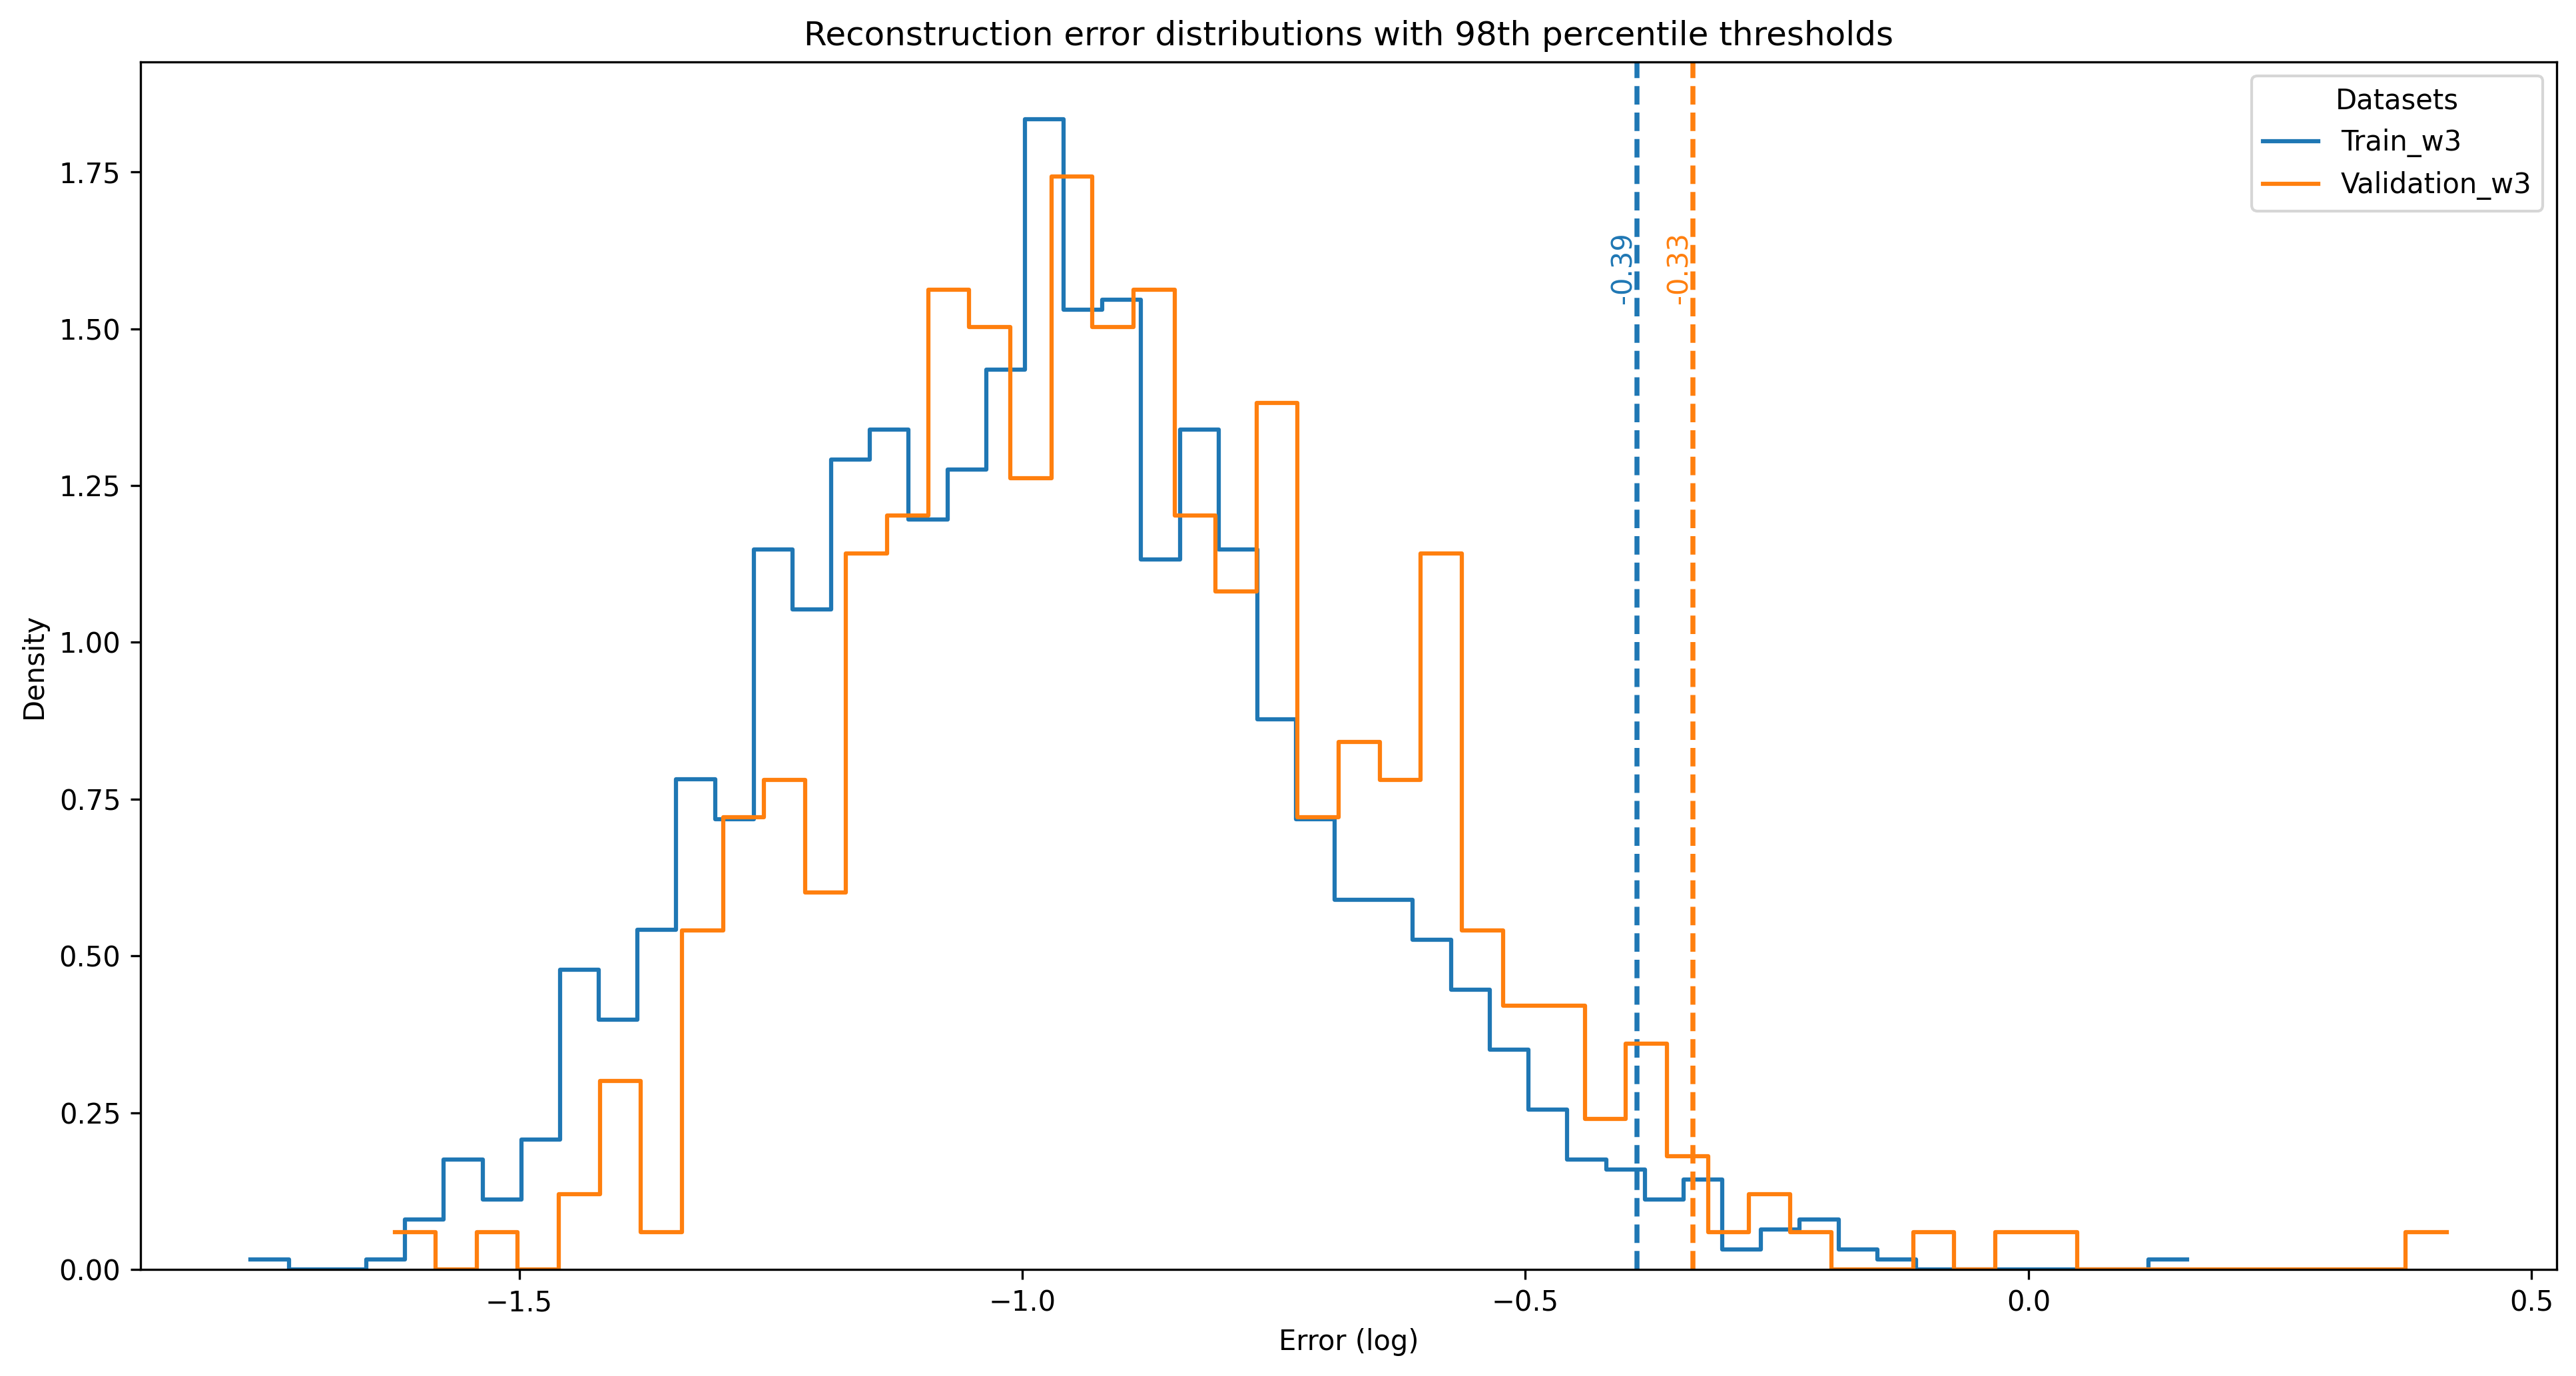 Reconstruction error distributions with 98th percentile thresholds
Datasets
Train_w3
Validation_w3
-0.39
-0.33
1.75
1.50
1.25
1.00
0.75
0.50
0.25
0.00
Density
−1.5
−1.0
−0.5
0.0
0.5
Error (log)